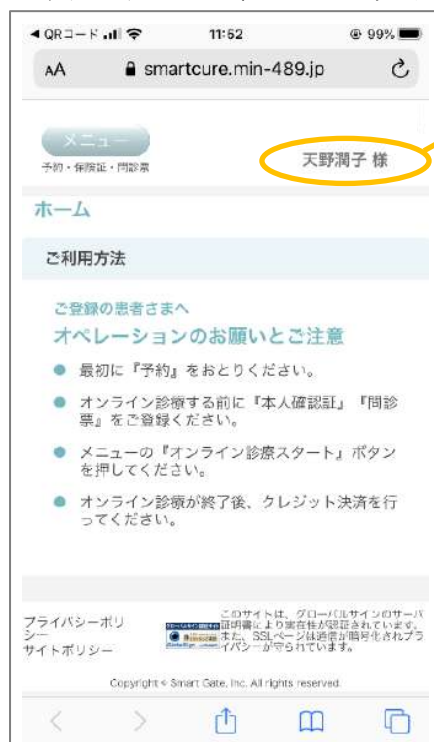 ◀QRコード 11:52 99%
AA smartcure.min-489.jp
メニュー
予約・保険証・問診票
天野潤子 様
ホーム
ご利用方法
ご登録の患者さまへ
オペレーションのお願いとご注意
● 最初に『予約』をおとりください。
● オンライン診療する前に『本人確認証』『問診
票』をご登録ください。
● メニューの『オンライン診療スタート』ボタン
を押してください。
● オンライン診療が終了後、クレジット決済を行
ってください。
プライバシーポリ
シー
サイトポリシー
このサイトは、グローバルサインのサーバ
証明書により実在性が認証されています。
また、SSLページは通信が暗号化されプラ
イバシーが守られています。
Copyright © Smart Gate, Inc. All rights reserved.